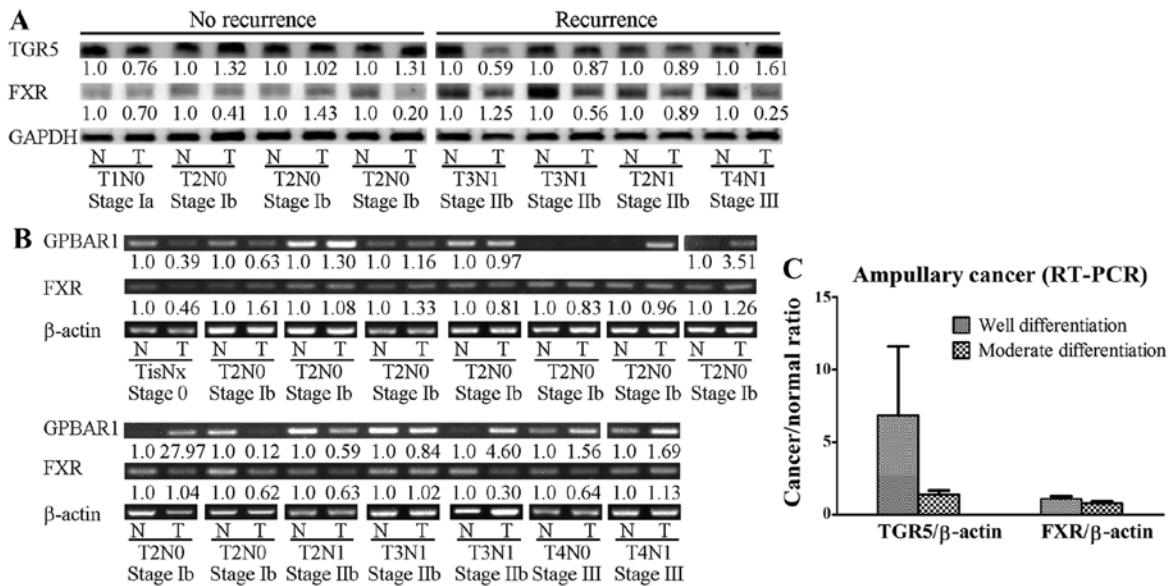 A
No recurrence Recurrence
TGR5
1.0 0.76 1.0 1.32 1.0 1.02 1.0 1.31 1.0 0.59 1.0 0.87 1.0 0.89 1.0 1.61
FXR
1.0 0.70 1.0 0.41 1.0 1.43 1.0 0.20 1.0 1.25 1.0 0.56 1.0 0.89 1.0 0.25
GAPDH
N T N T N T N T N T N T N T N T
T1N0 T2N0 T2N0 T2N0 T3N1 T3N1 T2N1 T4N1
Stage Ia Stage Ib Stage Ib Stage Ib Stage IIb Stage IIb Stage IIb Stage III
B
GPBAR1
1.0 0.39 1.0 0.63 1.0 1.30 1.0 1.16 1.0 0.97 1.0 3.51
FXR
1.0 0.46 1.0 1.61 1.0 1.08 1.0 1.33 1.0 0.81 1.0 0.83 1.0 0.96 1.0 1.26
β-actin
N T N T N T N T N T N T N T N T
TisNx T2N0 T2N0 T2N0 T2N0 T2N0 T2N0 T2N0
Stage 0 Stage Ib Stage Ib Stage Ib Stage Ib Stage Ib Stage Ib Stage Ib
GPBAR1
1.0 27.97 1.0 0.12 1.0 0.59 1.0 0.84 1.0 4.60 1.0 1.56 1.0 1.69
FXR
1.0 1.04 1.0 0.62 1.0 0.63 1.0 1.02 1.0 0.30 1.0 0.64 1.0 1.13
β-actin
N T N T N T N T N T N T N T
T2N0 T2N0 T2N1 T3N1 T3N1 T4N0 T4N1
Stage Ib Stage Ib Stage IIb Stage IIb Stage IIb Stage III Stage III
C
Ampullary cancer (RT-PCR)
Cancer/normal ratio
15
10
5
0
Well differentiation
Moderate differentiation
TGR5/β-actin FXR/β-actin